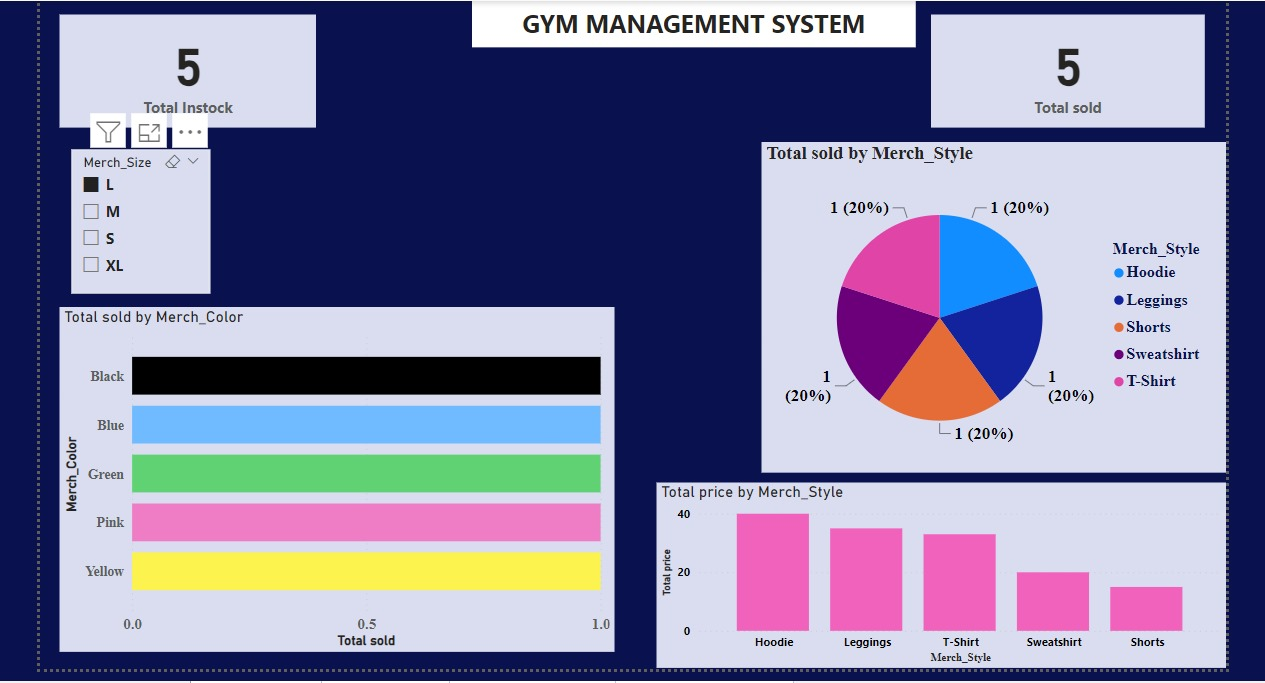 GYM MANAGEMENT SYSTEM
5
Total Instock
5
Total sold
Merch_Size
L
M
S
XL
Total sold by Merch_Style
1 (20%)
1 (20%)
1
(20%)
1
(20%)
1 (20%)
Merch_Style
Hoodie
Leggings
Shorts
Sweatshirt
T-Shirt
Total sold by Merch_Color
Merch_Color
Black
Blue
Green
Pink
Yellow
0.0
0.5
1.0
Total sold
Total price by Merch_Style
Total price
40
20
0
Hoodie
Leggings
T-Shirt
Sweatshirt
Shorts
Merch_Style